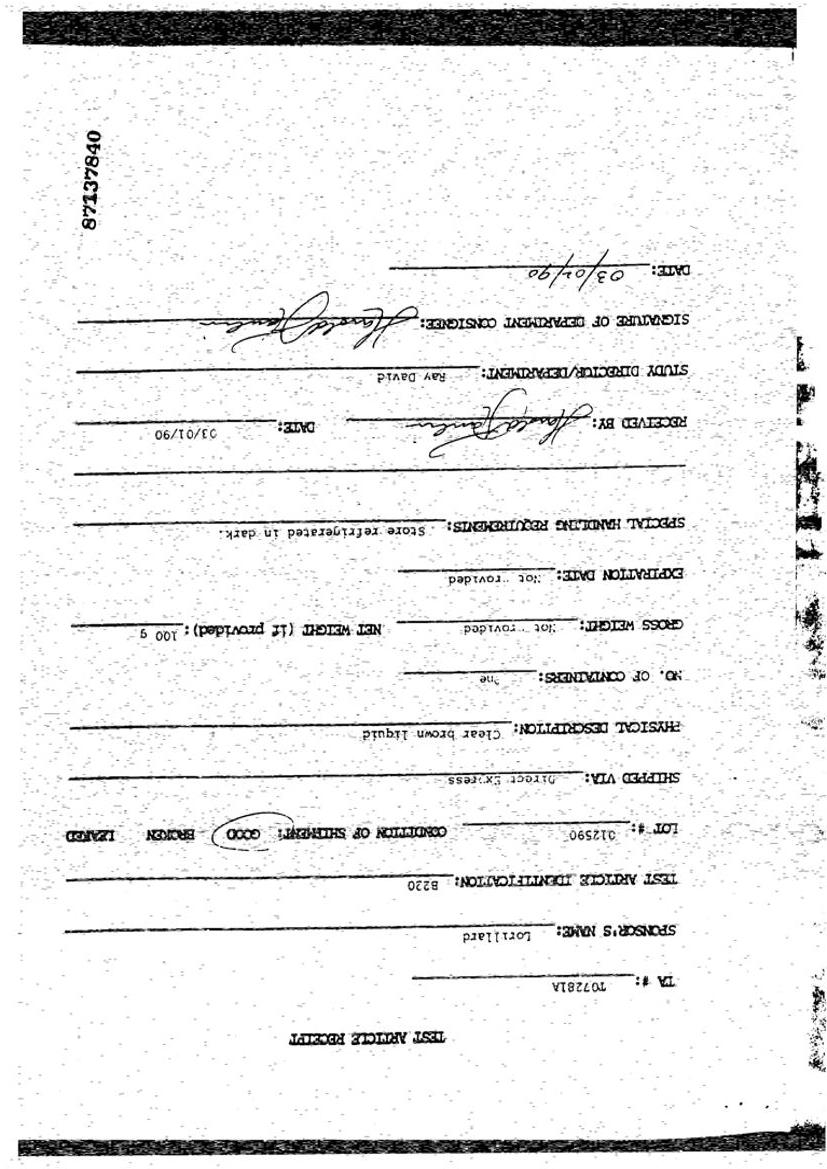 TEST ARTICLE RECEIPT
TA #: T07281A
SPONSOR'S NAME: Lorillard
TEST ARTICLE IDENTIFICATION: B220
LOT #: 012590 CONDITION OF SHIPMENT: GOOD BROKEN LEAKED
SHIPPED VIA: Direct Express
PHYSICAL DESCRIPTION: Clear brown liquid
NO. OF CONTAINERS: One
GROSS WEIGHT: Not Provided NET WEIGHT (if provided): 100 g
EXPIRATION DATE: Not Provided
SPECIAL HANDLING REQUIREMENTS: Store refrigerated in dark.
RECEIVED BY: Harold DATE: 03/01/90
STUDY DIRECTOR/DEPARTMENT: Ray David
SIGNATURE OF DEPARTMENT CONSIGNEE: Harold
DATE: 03/01/90
87137840